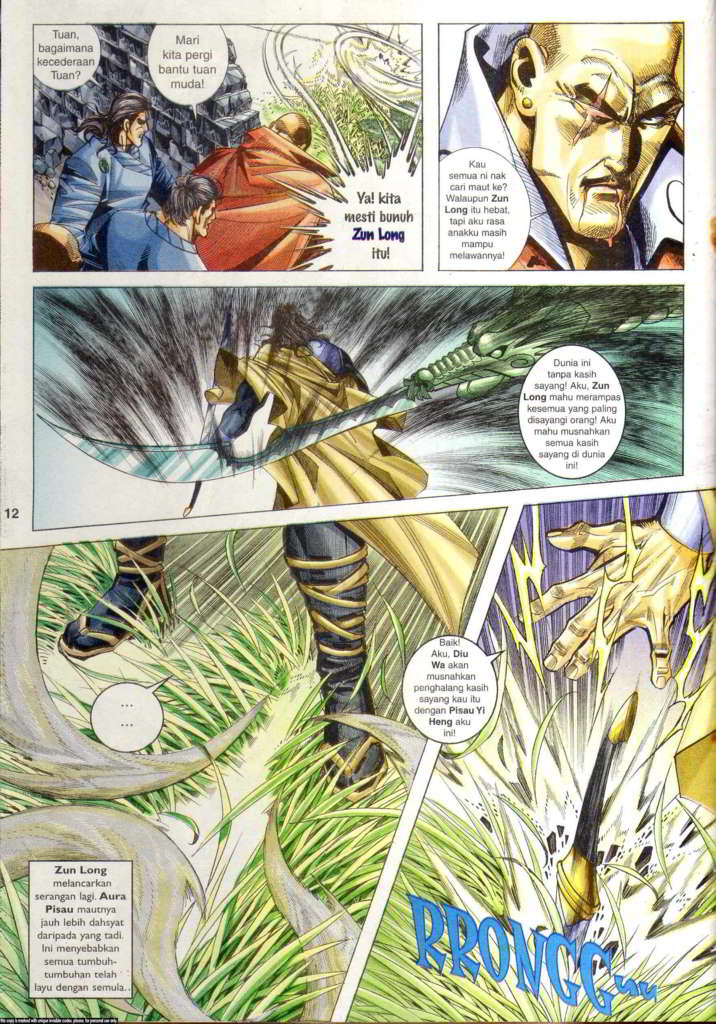 Tuan,
bagaimana
kecederaan
Tuan?
Mari
kita pergi
bantu tuan
muda!
Ya! kita
mesti bunuh
Zun Long
itu!
Kau
semua
ni nak
cari maut ke?
Walaupun Zun
Long itu hebat,
tapi aku rasa
anakku masih
mampu
melawannya!
Dunia ini
tanpa kasih
sayang! Aku, Zun
Long mahu merampas
kesemua yang paling
disayangi orang! Aku
mahu musnahkan
semua kasih
sayang di dunia
ini!
12
...
...
Baik!
Aku, Diu
Wa akan
musnahkan
penghalang kasih
sayang kau itu
dengan Pisau Yi
Heng aku
ini!
Zun Long
melancarkan
serangan lagi. Aura
Pisau mautnya
jauh lebih dahsyat
daripada yang tadi.
Ini menyebabkan
semua tumbuh-
tumbuhan telah
layu dengan semula..
RRONGG